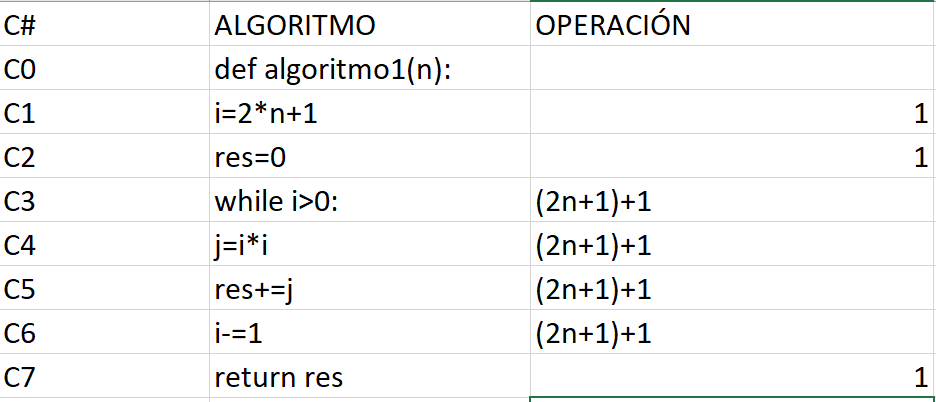 C# ALGORITMO OPERACIÓN
C0 def algoritmo1(n):
C1 i=2*n+1 1
C2 res=0 1
C3 while i>0: (2n+1)+1
C4 j=i*i (2n+1)+1
C5 res+=j (2n+1)+1
C6 i-=1 (2n+1)+1
C7 return res 1